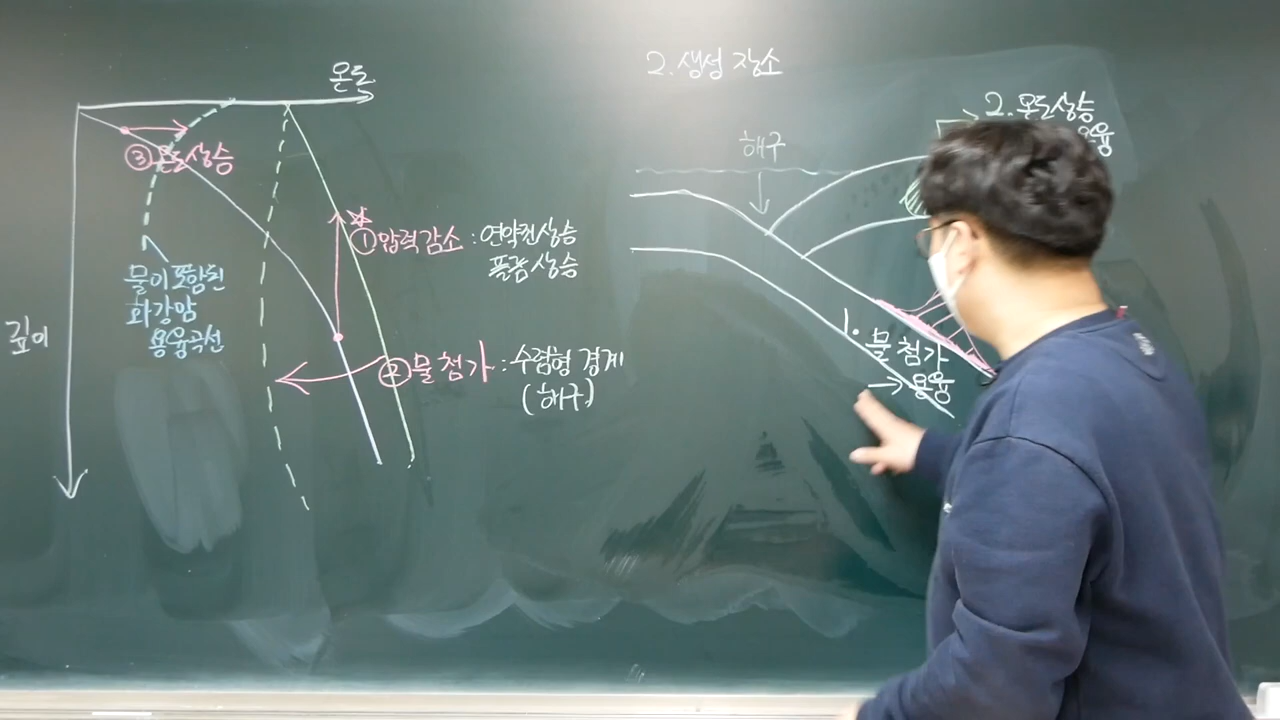 온도
③온도상승
깊이
물이 포함된
화강암
용융곡선
①압력감소 : 연약권상승
플룸상승
②물 첨가 : 수렴형 경계
(해구)
2. 생성 장소
해구
2. 온도상승
용융
1.
물 첨가
→ 용융